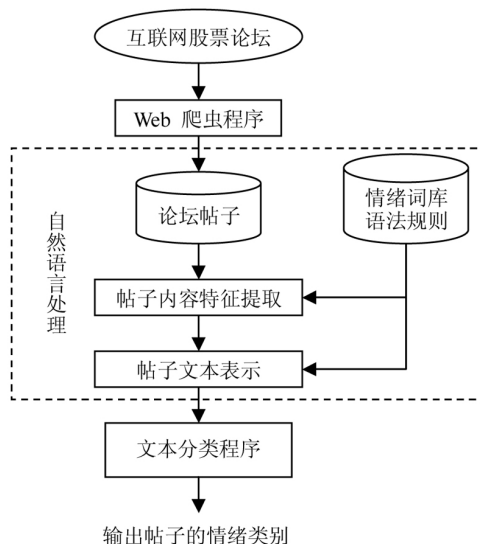 互联网股票论坛
Web 爬虫程序
自然语言处理
论坛帖子
情绪词库
语法规则
帖子内容特征提取
帖子文本表示
文本分类程序
输出帖子的情绪类别